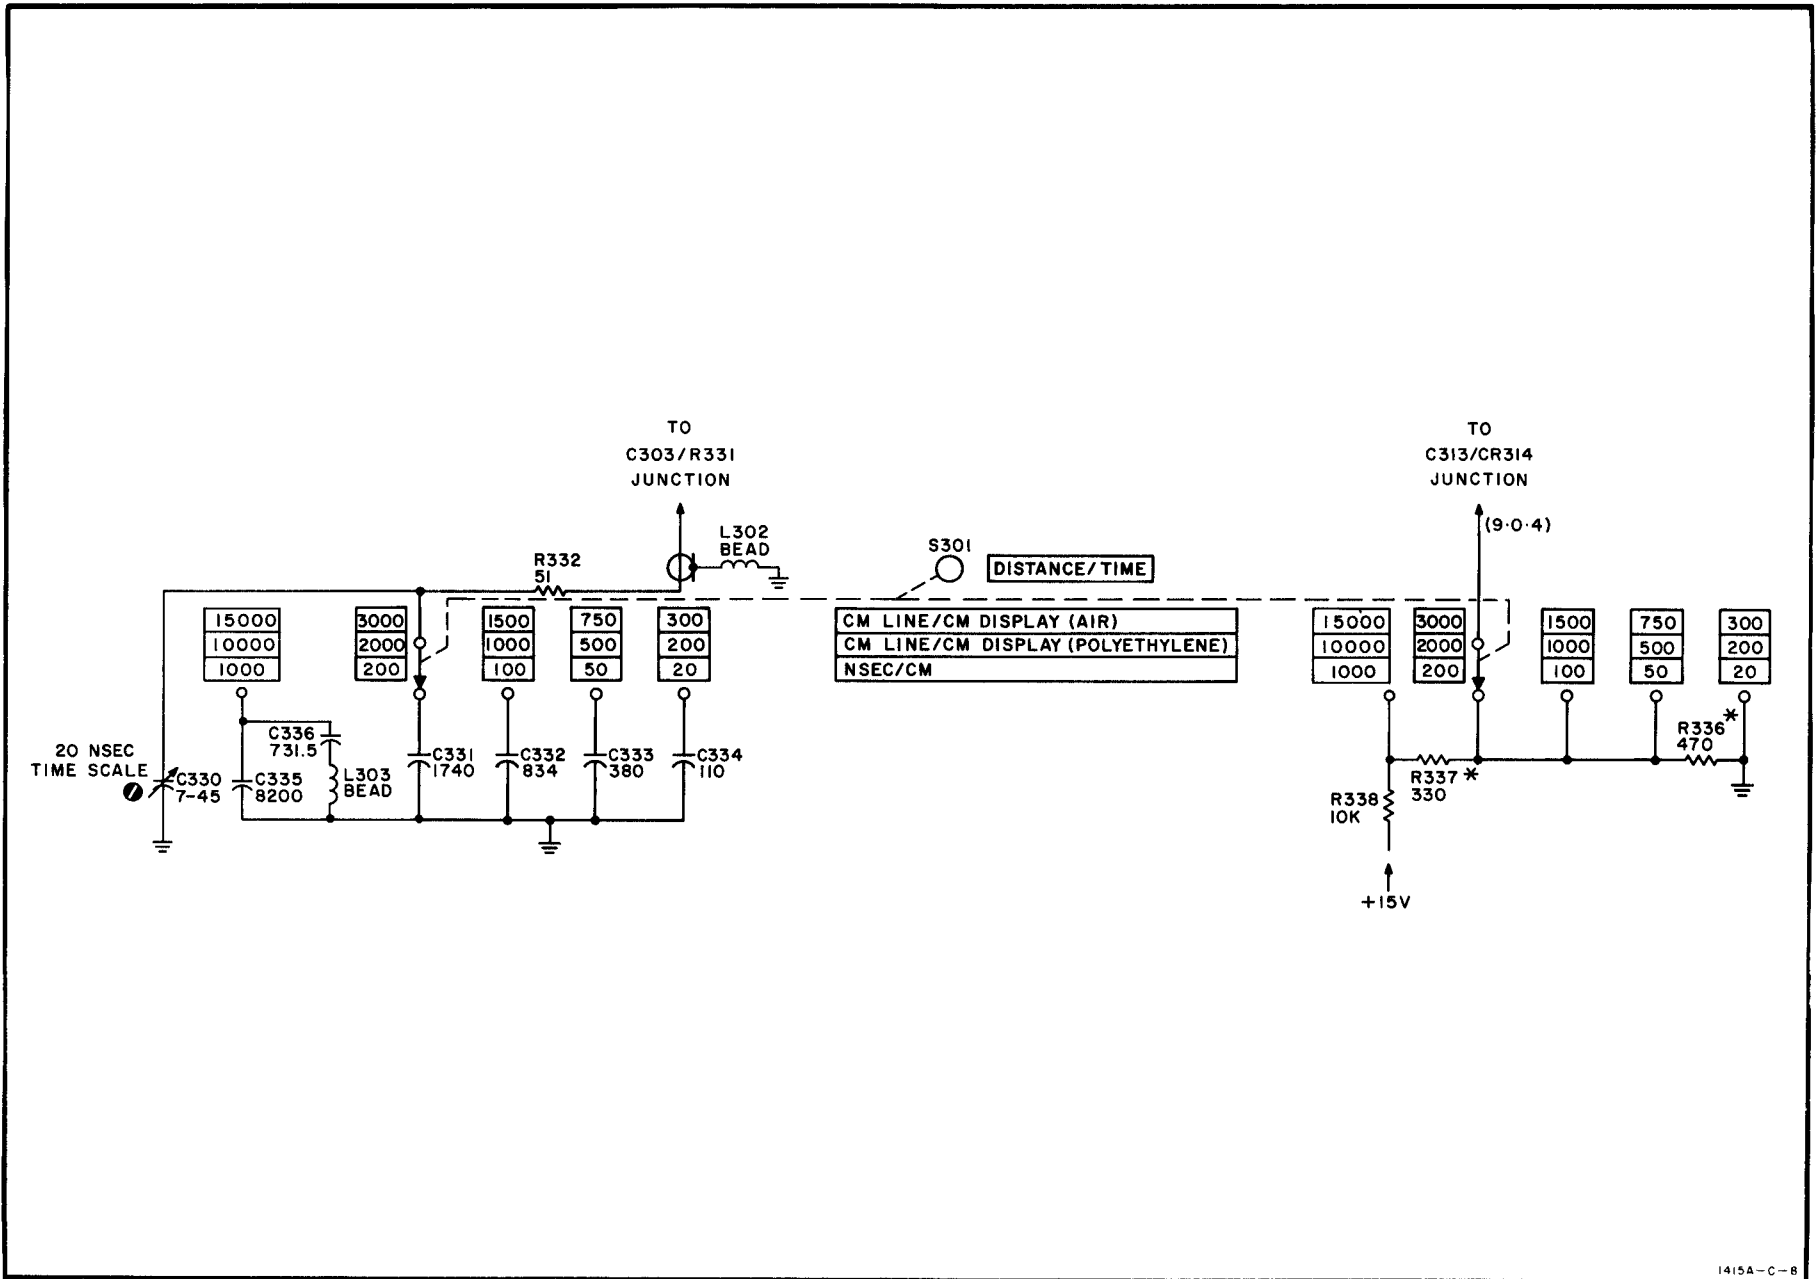 TO
C303/R331
JUNCTION
TO
C313/CR314
JUNCTION
(9·0·4)
L302
BEAD
S301
DISTANCE/TIME
R332
51
15000
10000
1000
3000
2000
200
1500
1000
100
750
500
50
300
200
20
CM LINE/CM DISPLAY (AIR)
CM LINE/CM DISPLAY (POLYETHYLENE)
NSEC/CM
15000
10000
1000
3000
2000
200
1500
1000
100
750
500
50
300
200
20
20 NSEC
TIME SCALE
C330
7-45
C335
8200
C336
731.5
L303
BEAD
C331
1740
C332
834
C333
380
C334
110
R336 *
470
R337 *
330
R338
10K
+15V
1415A-C-8